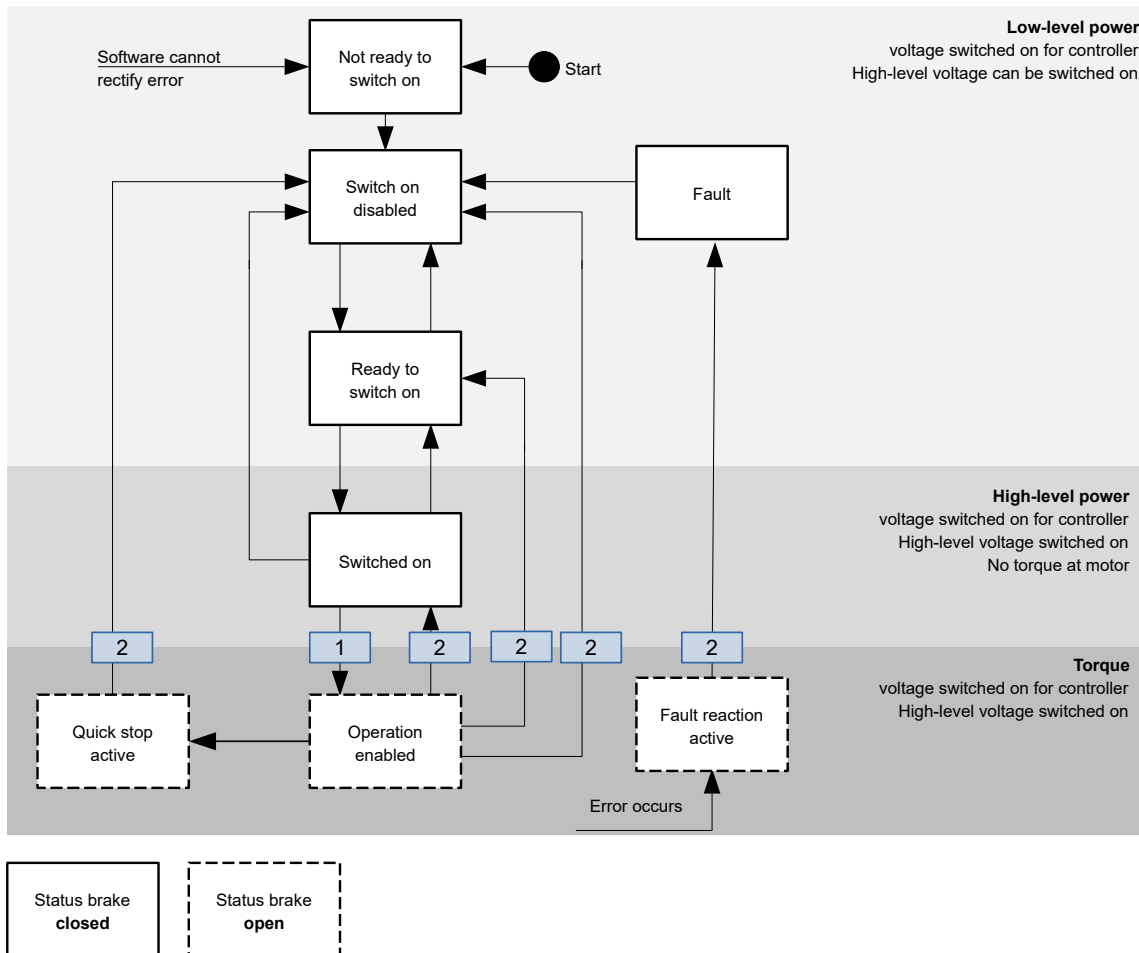 Low-level power
voltage switched on for controller
High-level voltage can be switched on
Software cannot
rectify error
Not ready to
switch on
Start
Switch on
disabled
Fault
Ready to
switch on
High-level power
voltage switched on for controller
High-level voltage switched on
No torque at motor
Switched on
2
1
2
2
2
2
Torque
voltage switched on for controller
High-level voltage switched on
Quick stop
active
Operation
enabled
Fault reaction
active
Error occurs
Status brake
closed
Status brake
open